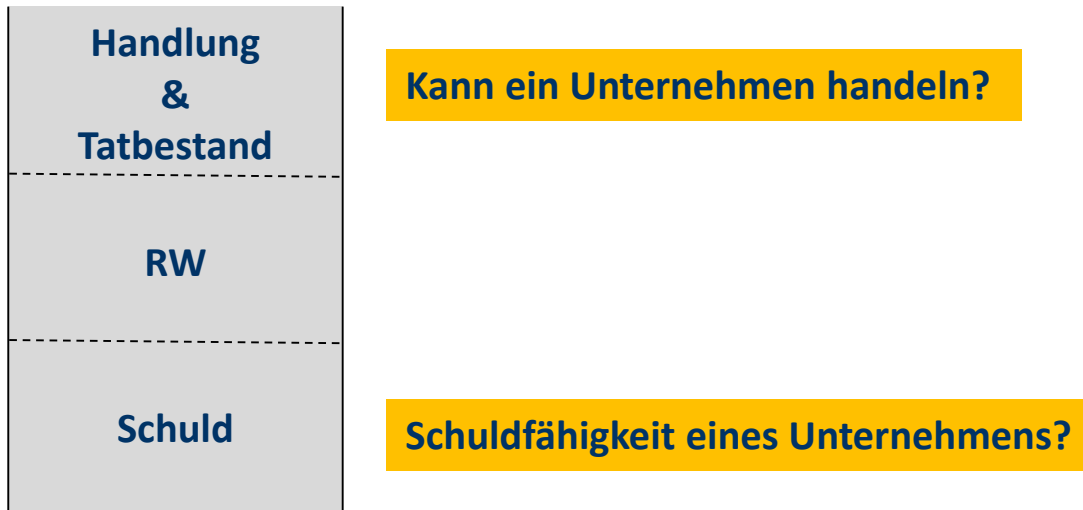 Handlung
&
Tatbestand
Kann ein Unternehmen handeln?
RW
Schuld
Schuldfähigkeit eines Unternehmens?